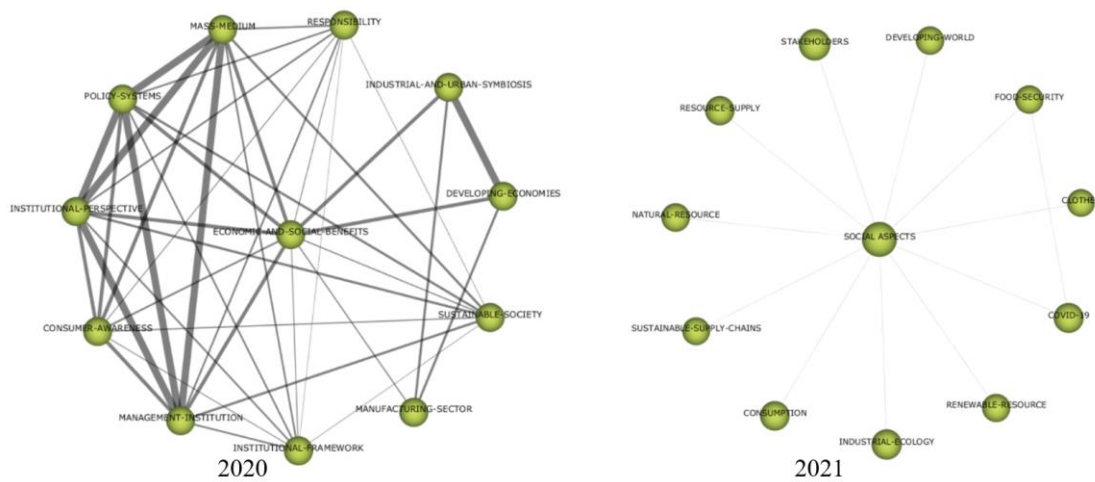 MASS-MEDIUM
RESPONSIBILITY
INDUSTRIAL-AND-URBAN-SYMBIOSIS
POLICY-SYSTEMS
DEVELOPING-ECONOMIES
INSTITUTIONAL-PERSPECTIVE
ECONOMIC-AND-SOCIAL-BENEFITS
SUSTAINABLE-SOCIETY
CONSUMER-AWARENESS
MANUFACTURING-SECTOR
MANAGEMENT-INSTITUTION
INSTITUTIONAL-FRAMEWORK
2020
STAKEHOLDERS
DEVELOPING-WORLD
RESOURCE-SUPPLY
FOOD-SECURITY
CLOTHE
NATURAL-RESOURCE
SOCIAL ASPECTS
COVID-19
SUSTAINABLE-SUPPLY-CHAINS
RENEWABLE-RESOURCE
CONSUMPTION
INDUSTRIAL-ECOLOGY
2021